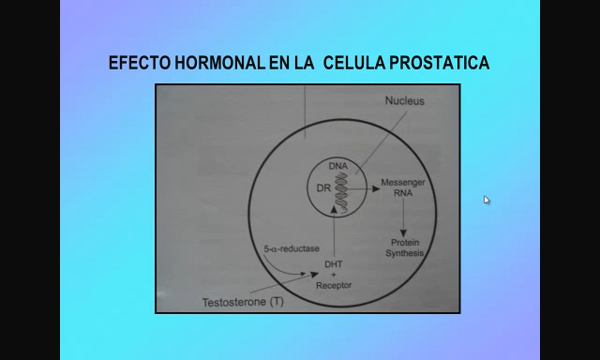 EFECTO HORMONAL EN LA CELULA PROSTATICA
Nucleus
DNA
DR
Messenger
RNA
5-α-reductase
Protein
Synthesis
DHT
+
Receptor
Testosterone (T)